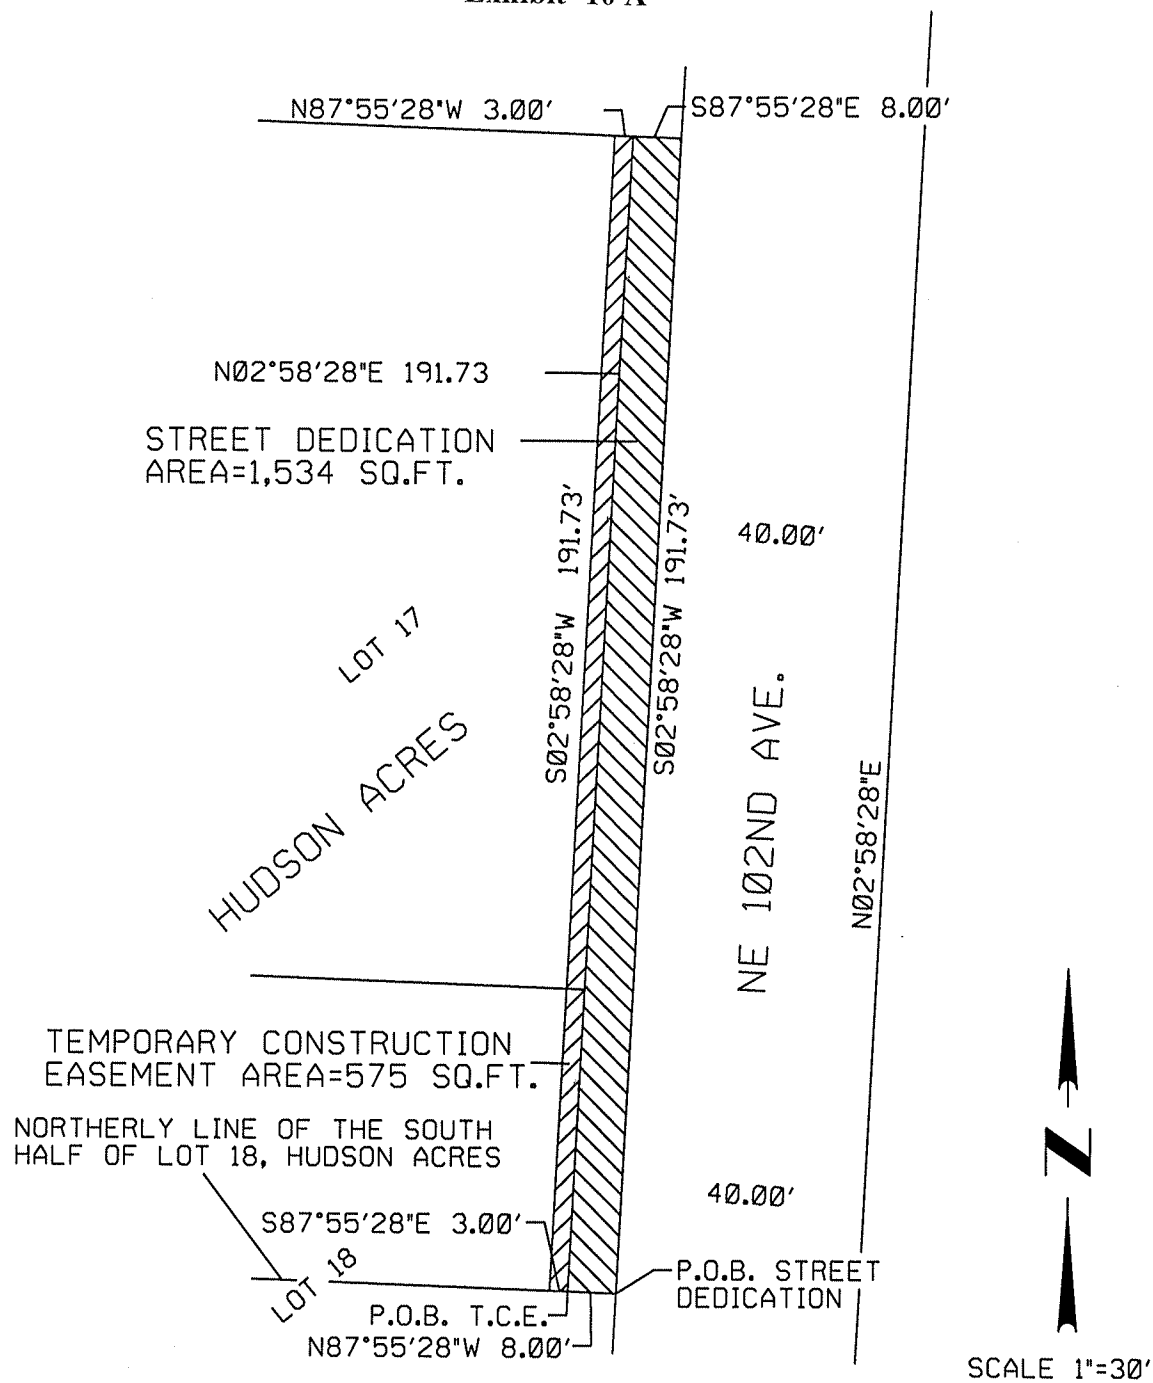 Exhibit "10 A"
N87°55'28"W 3.00'
S87°55'28"E 8.00'
N02°58'28"E 191.73
STREET DEDICATION
AREA=1,534 SQ.FT.
S02°58'28"W 191.73'
S02°58'28"W 191.73'
40.00'
LOT 17
HUDSON ACRES
NE 102ND AVE.
N02°58'28"E
TEMPORARY CONSTRUCTION
EASEMENT AREA=575 SQ.FT.
NORTHERLY LINE OF THE SOUTH
HALF OF LOT 18, HUDSON ACRES
40.00'
S87°55'28"E 3.00'
LOT 18
P.O.B. STREET
DEDICATION
P.O.B. T.C.E.
N87°55'28"W 8.00'
N
SCALE 1"=30'